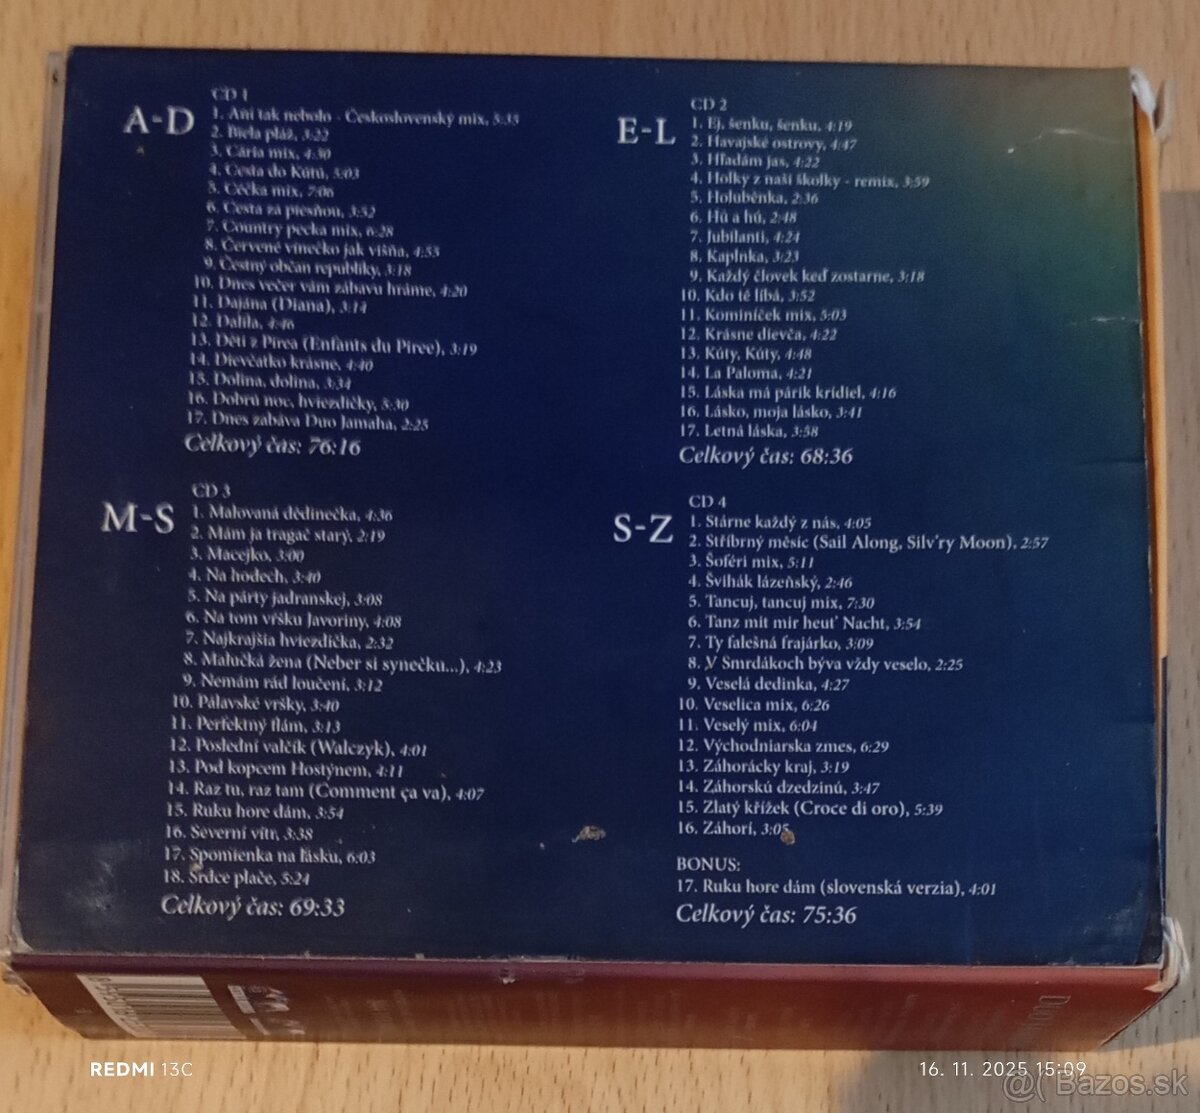 A-D
CD 1
1. Ani tak nebolo - Československý mix, 5:35
2. Biela pláž, 3:22
3. Cária mix, 4:30
4. Cesta do Kútú, 5:03
5. Céčka mix, 7:06
6. Cesta za piesňou, 3:52
7. Country pecka mix, 6:28
8. Červené vínečko jak višňa, 4:53
9. Čestný občan republiky, 3:18
10. Dnes večer vám zábavu hráme, 4:20
11. Dajána (Diana), 3:14
12. Dalila, 4:46
13. Děti z Pirea (Enfants du Piree), 3:19
14. Dievčatko krásne, 4:40
15. Dolina, dolina, 3:34
16. Dobrú noc, hviezdičky, 5:30
17. Dnes zabáva Duo Jamaha, 2:25
Celkový čas: 76:16
E-L
CD 2
1. Ej, šenku, šenku, 4:19
2. Havajské ostrovy, 4:47
3. Hľadám jas, 4:22
4. Holky z naší školky - remix, 3:59
5. Holuběnka, 2:36
6. Hú a hú, 2:48
7. Jubilanti, 4:24
8. Kaplnka, 3:23
9. Každý človek keď zostarne, 3:18
10. Kdo tě líbá, 3:52
11. Kominíček mix, 5:03
12. Krásne dievča, 4:22
13. Kúty, Kúty, 4:48
14. La Paloma, 4:21
15. Láska má párik krídiel, 4:16
16. Lásko, moja lásko, 3:41
17. Letná láska, 3:58
Celkový čas: 68:36
M-S
CD 3
1. Malovaná dědinečka, 4:36
2. Mám ja tragač starý, 2:19
3. Macejko, 3:00
4. Na hodech, 3:40
5. Na párty jadranskej, 3:08
6. Na tom vŕšku Javoriny, 4:08
7. Najkrajšia hviezdička, 2:32
8. Malučká žena (Neber si synečku...), 4:23
9. Nemám rád loučení, 3:12
10. Pálavské vršky, 3:40
11. Perfektný flám, 3:13
12. Poslední valčík (Walczyk), 4:01
13. Pod kopcem Hostýnem, 4:11
14. Raz tu, raz tam (Comment ça va), 4:07
15. Ruku hore dám, 3:54
16. Severní vítr, 3:38
17. Spomienka na lásku, 6:03
18. Srdce plače, 5:24
Celkový čas: 69:33
S-Z
CD 4
1. Stárne každý z nás, 4:05
2. Stříbrný měsíc (Sail Along, Silv'ry Moon), 2:57
3. Šoféri mix, 5:11
4. Švihák lázeňský, 2:46
5. Tancuj, tancuj mix, 7:30
6. Tanz mit mir heut' Nacht, 3:54
7. Ty falešná frajárko, 3:09
8. V Smrdákoch býva vždy veselo, 2:25
9. Veselá dedinka, 4:27
10. Veselica mix, 6:26
11. Veselý mix, 6:04
12. Východniarska zmes, 6:29
13. Záhorácky kraj, 3:19
14. Záhorskú dzedzinú, 3:47
15. Zlatý křížek (Croce di oro), 5:39
16. Záhorí, 3:05
BONUS:
17. Ruku hore dám (slovenská verzia), 4:01
Celkový čas: 75:36
REDMI 13C
16. 11. 2025 15:09
Bazos.sk